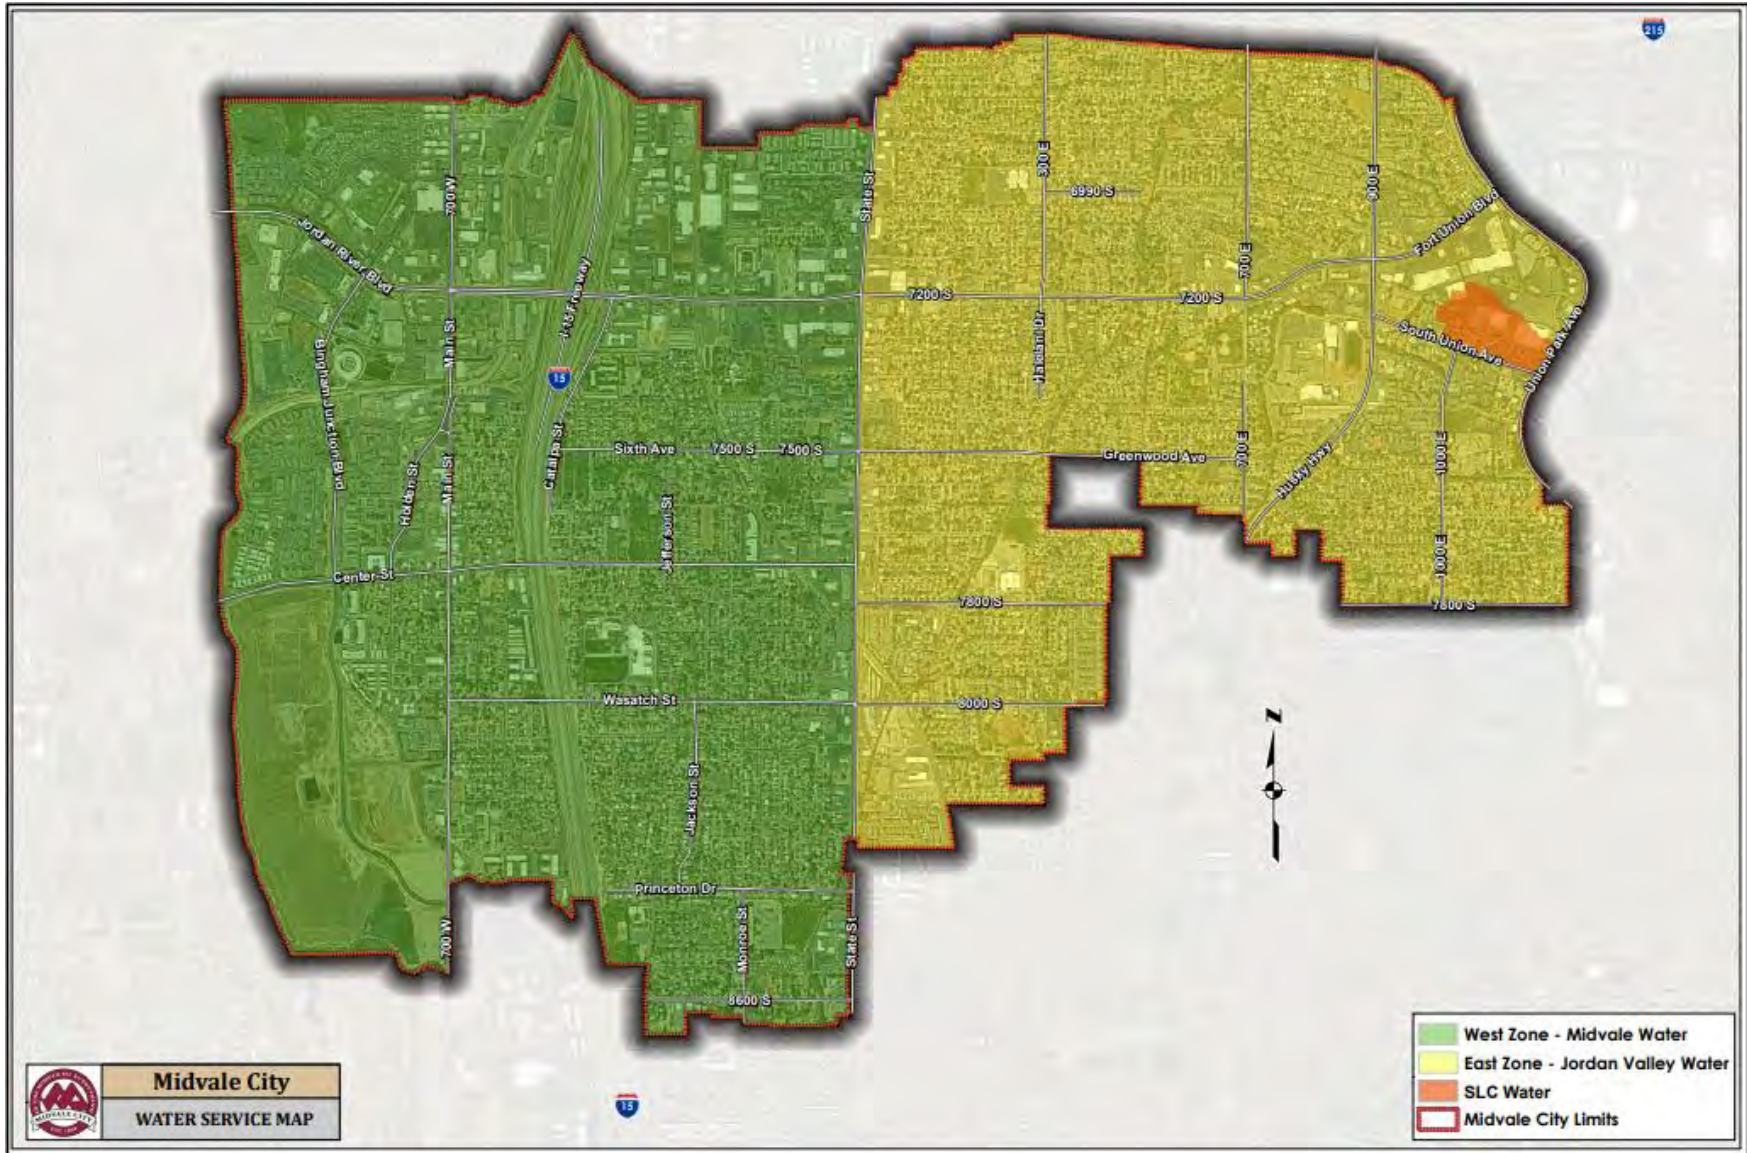 215
State St
300 E
6990 S
700 W
900 E
Fort Union Blvd
Jordan River Blvd
700 E
I-15 Freeway
7200 S
7200 S
Main St
Halelani Dr
South Union Ave
Union Park Ave
15
Bingham Junction Blvd
Catalpa St
Sixth Ave
7500 S
7500 S
Greenwood Ave
700 E
1000 E
Husky Hwy
Holden St
Main St
Jefferson St
Center St
1000 E
7800 S
7800 S
Wasatch St
8000 S
Jackson St
Z
Princeton Dr
Monroe St
700 W
State St
8600 S
Midvale City
WATER SERVICE MAP
MIDVALE CITY
15
West Zone - Midvale Water
East Zone - Jordan Valley Water
SLC Water
Midvale City Limits